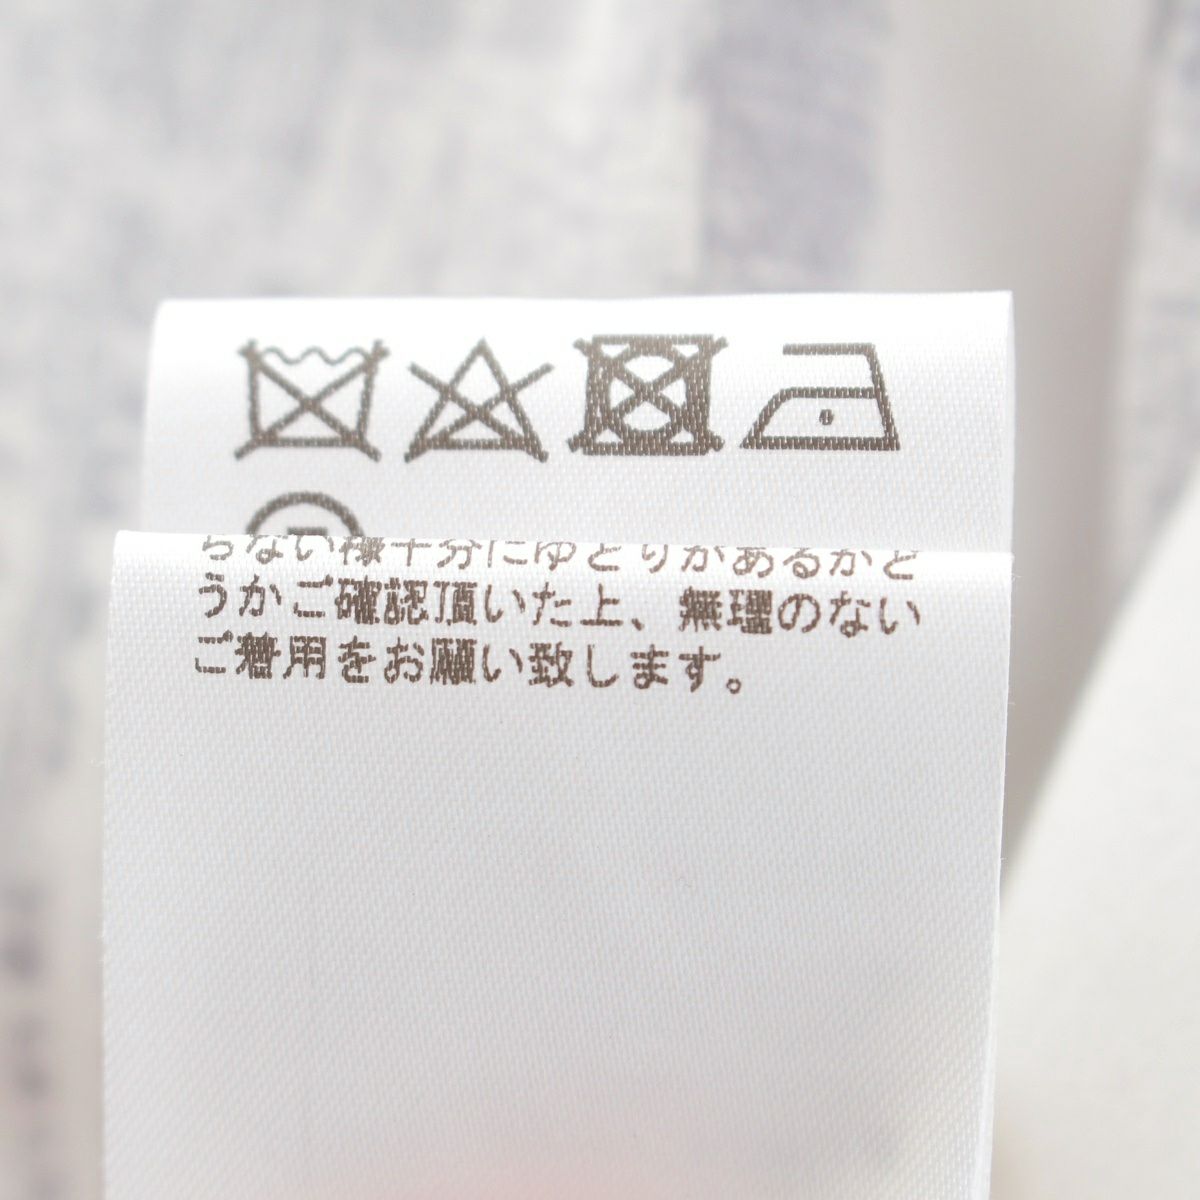 らない様十分にゆとりがあるかど
うかご確認頂いた上、無理のない
ご着用をお願い致します。